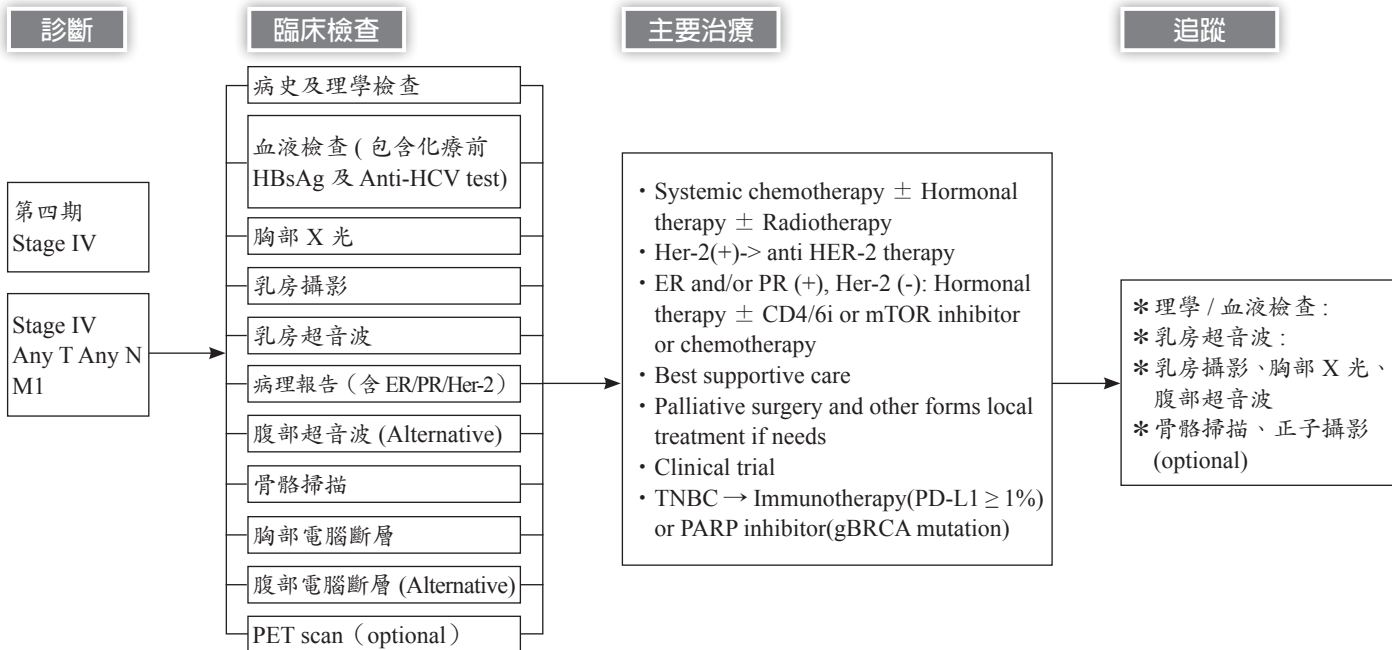 診斷
臨床檢查
主要治療
追蹤
第四期
Stage IV
Stage IV
Any T Any N
M1
病史及理學檢查
血液檢查 ( 包含化療前
HBsAg 及 Anti-HCV test)
胸部 X 光
乳房攝影
乳房超音波
病理報告（含 ER/PR/Her-2）
腹部超音波 (Alternative)
骨骼掃描
胸部電腦斷層
腹部電腦斷層 (Alternative)
PET scan（optional）
・Systemic chemotherapy ± Hormonal
therapy ± Radiotherapy
・Her-2(+)-> anti HER-2 therapy
・ER and/or PR (+), Her-2 (-): Hormonal
therapy ± CD4/6i or mTOR inhibitor
or chemotherapy
・Best supportive care
・Palliative surgery and other forms local
treatment if needs
・Clinical trial
・TNBC → Immunotherapy(PD-L1 ≥ 1%)
or PARP inhibitor(gBRCA mutation)
＊理學 / 血液檢查 :
＊乳房超音波 :
＊乳房攝影、胸部 X 光、
腹部超音波
＊骨骼掃描、正子攝影
(optional)